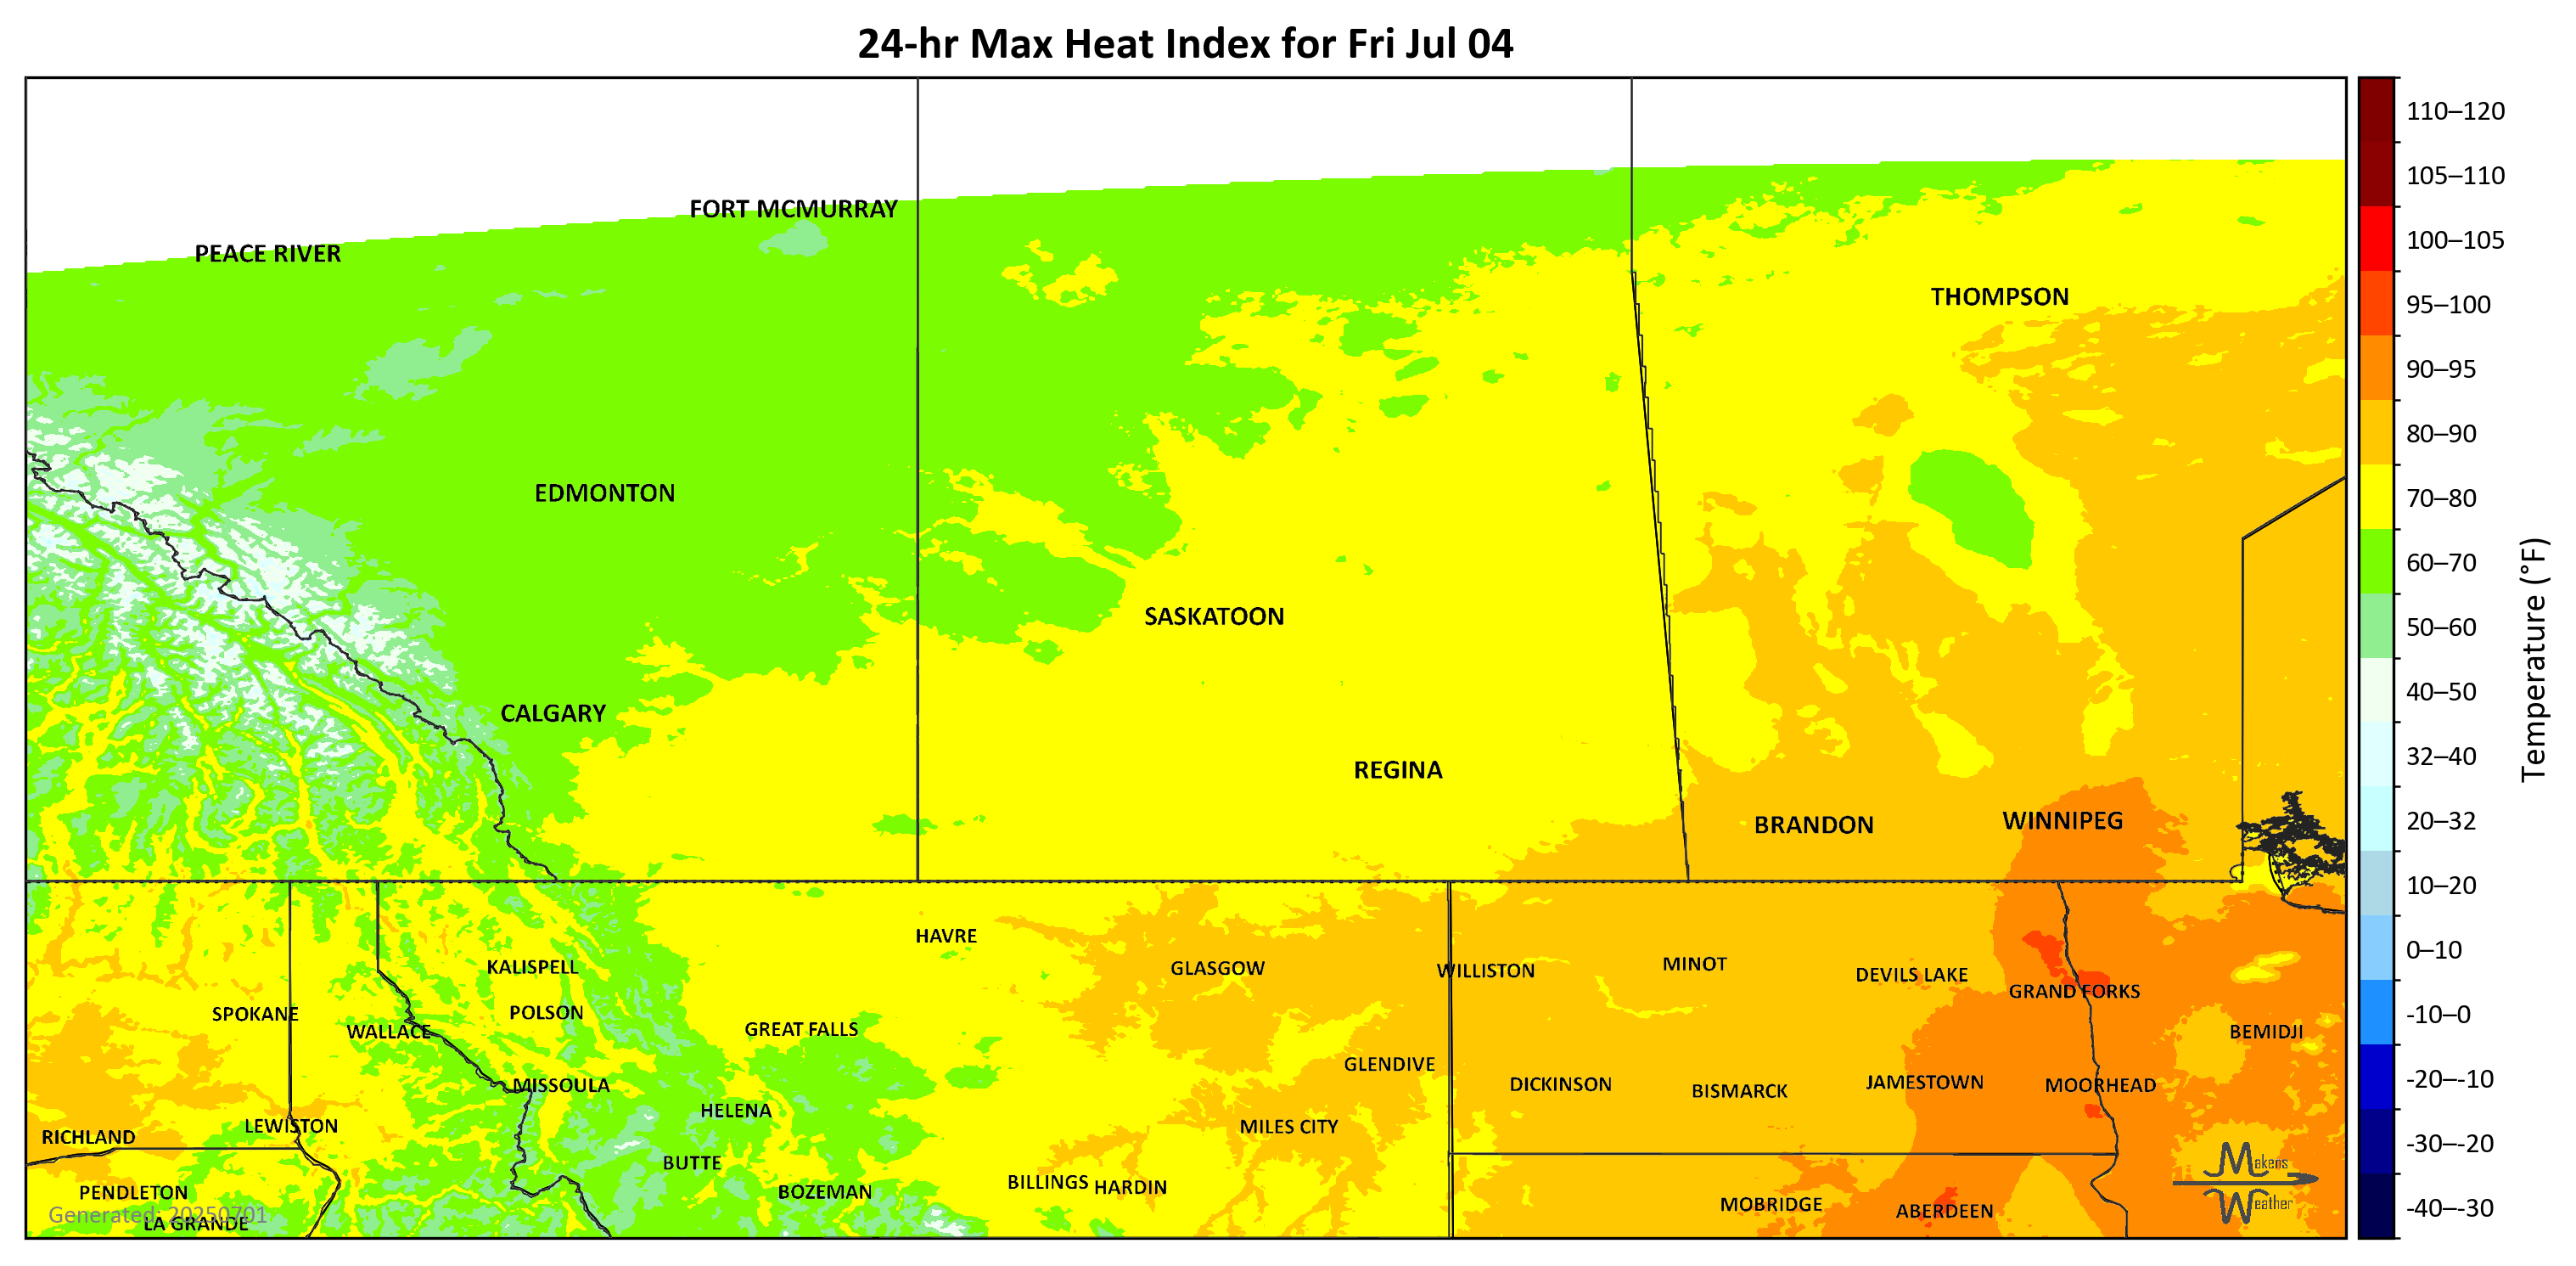 24-hr Max Heat Index for Fri Jul 04
FORT MCMURRAY
PEACE RIVER
THOMPSON
EDMONTON
SASKATOON
CALGARY
REGINA
BRANDON
WINNIPEG
HAVRE
KALISPELL
GLASGOW
WILLISTON
MINOT
DEVILS LAKE
GRAND FORKS
SPOKANE
POLSON
WALLACE
GREAT FALLS
BEMIDJI
GLENDIVE
MISSOULA
DICKINSON
BISMARCK
JAMESTOWN
MOORHEAD
HELENA
LEWISTON
MILES CITY
RICHLAND
BUTTE
BILLINGS
HARDIN
PENDLETON
BOZEMAN
MOBRIDGE
ABERDEEN
Generated: 20250701
LA GRANDE
Makens
Weather
110–120
105–110
100–105
95–100
90–95
80–90
70–80
60–70
50–60
40–50
32–40
20–32
10–20
0–10
-10–0
-20–-10
-30–-20
-40–-30
Temperature (°F)